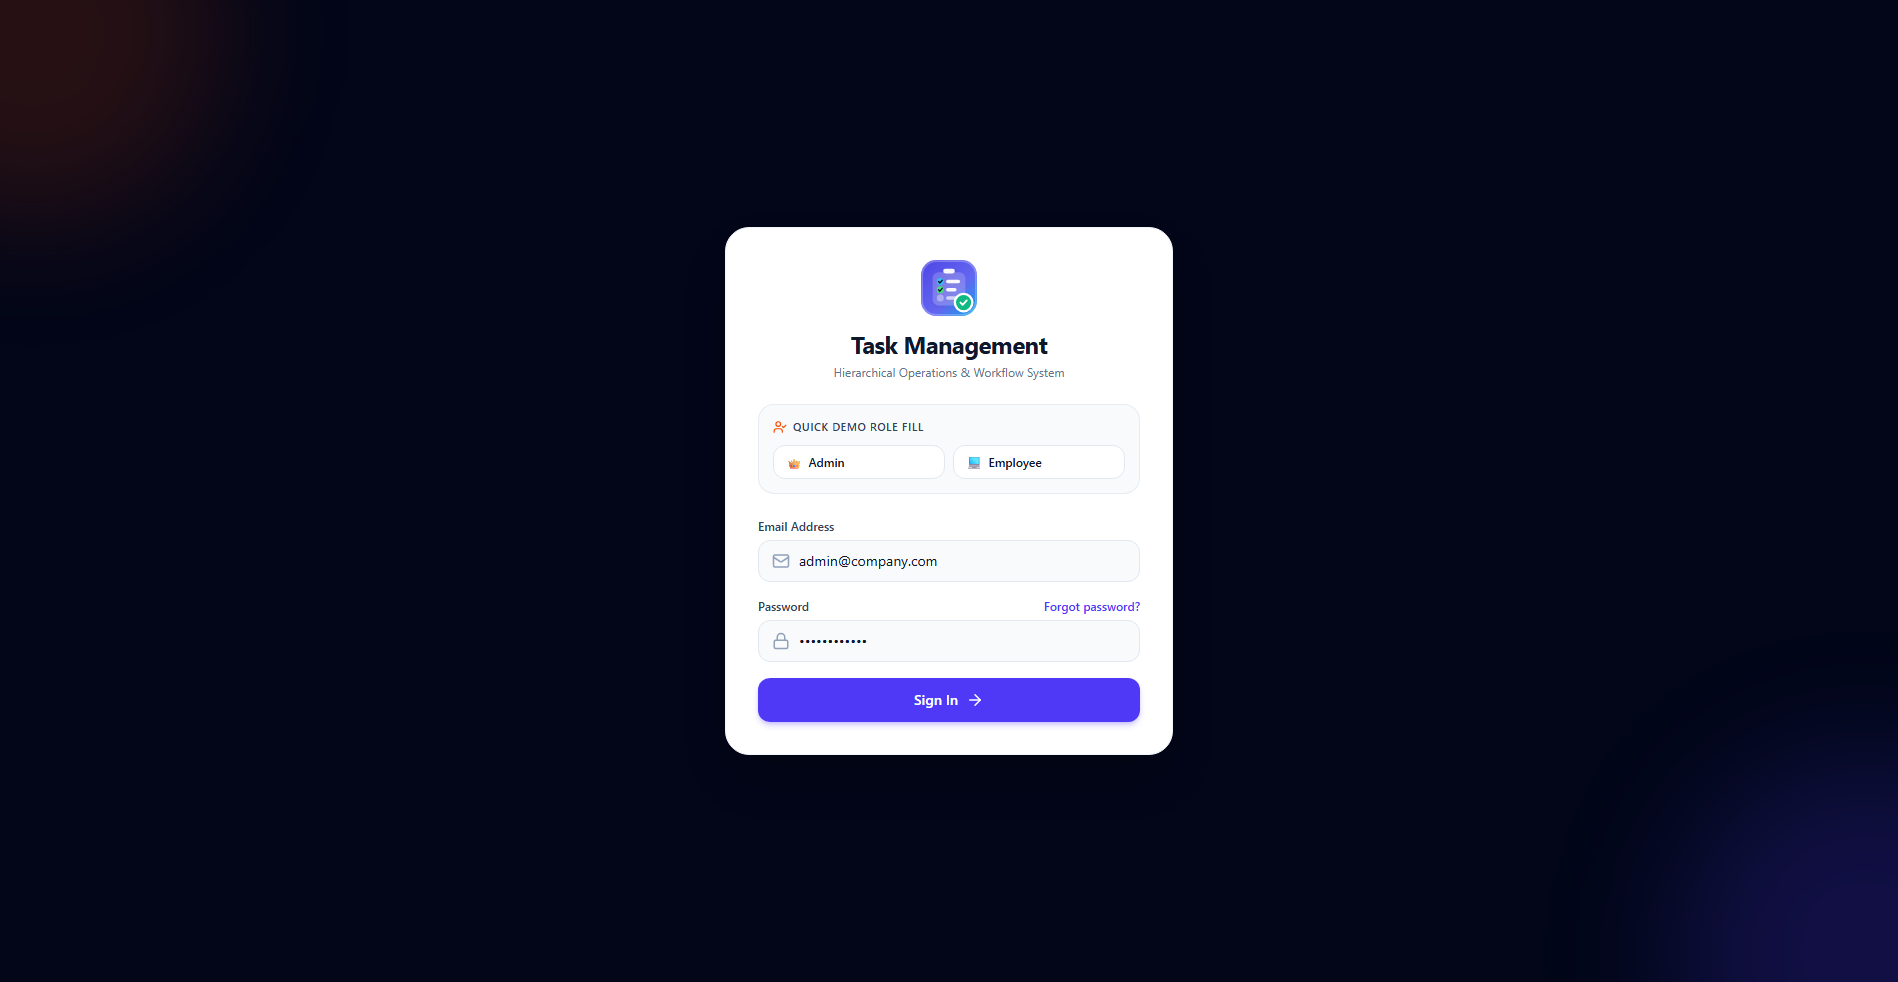 Task Management
Hierarchical Operations & Workflow System
QUICK DEMO ROLE FILL
Admin
Employee
Email Address
admin@company.com
Password
Forgot password?
••••••••••••
Sign In